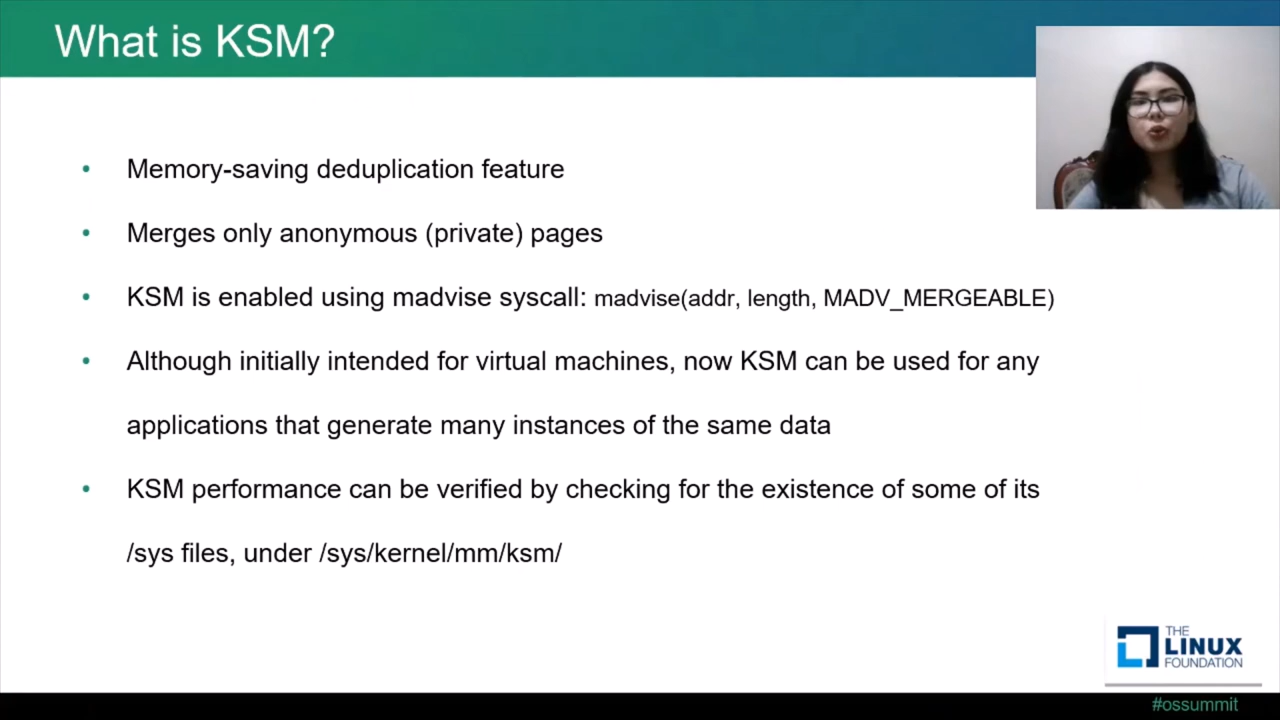 What is KSM?
• Memory-saving deduplication feature
• Merges only anonymous (private) pages
• KSM is enabled using madvise syscall: madvise(addr, length, MADV_MERGEABLE)
• Although initially intended for virtual machines, now KSM can be used for any
applications that generate many instances of the same data
• KSM performance can be verified by checking for the existence of some of its
/sys files, under /sys/kernel/mm/ksm/
THE
LINUX
FOUNDATION
#ossummit